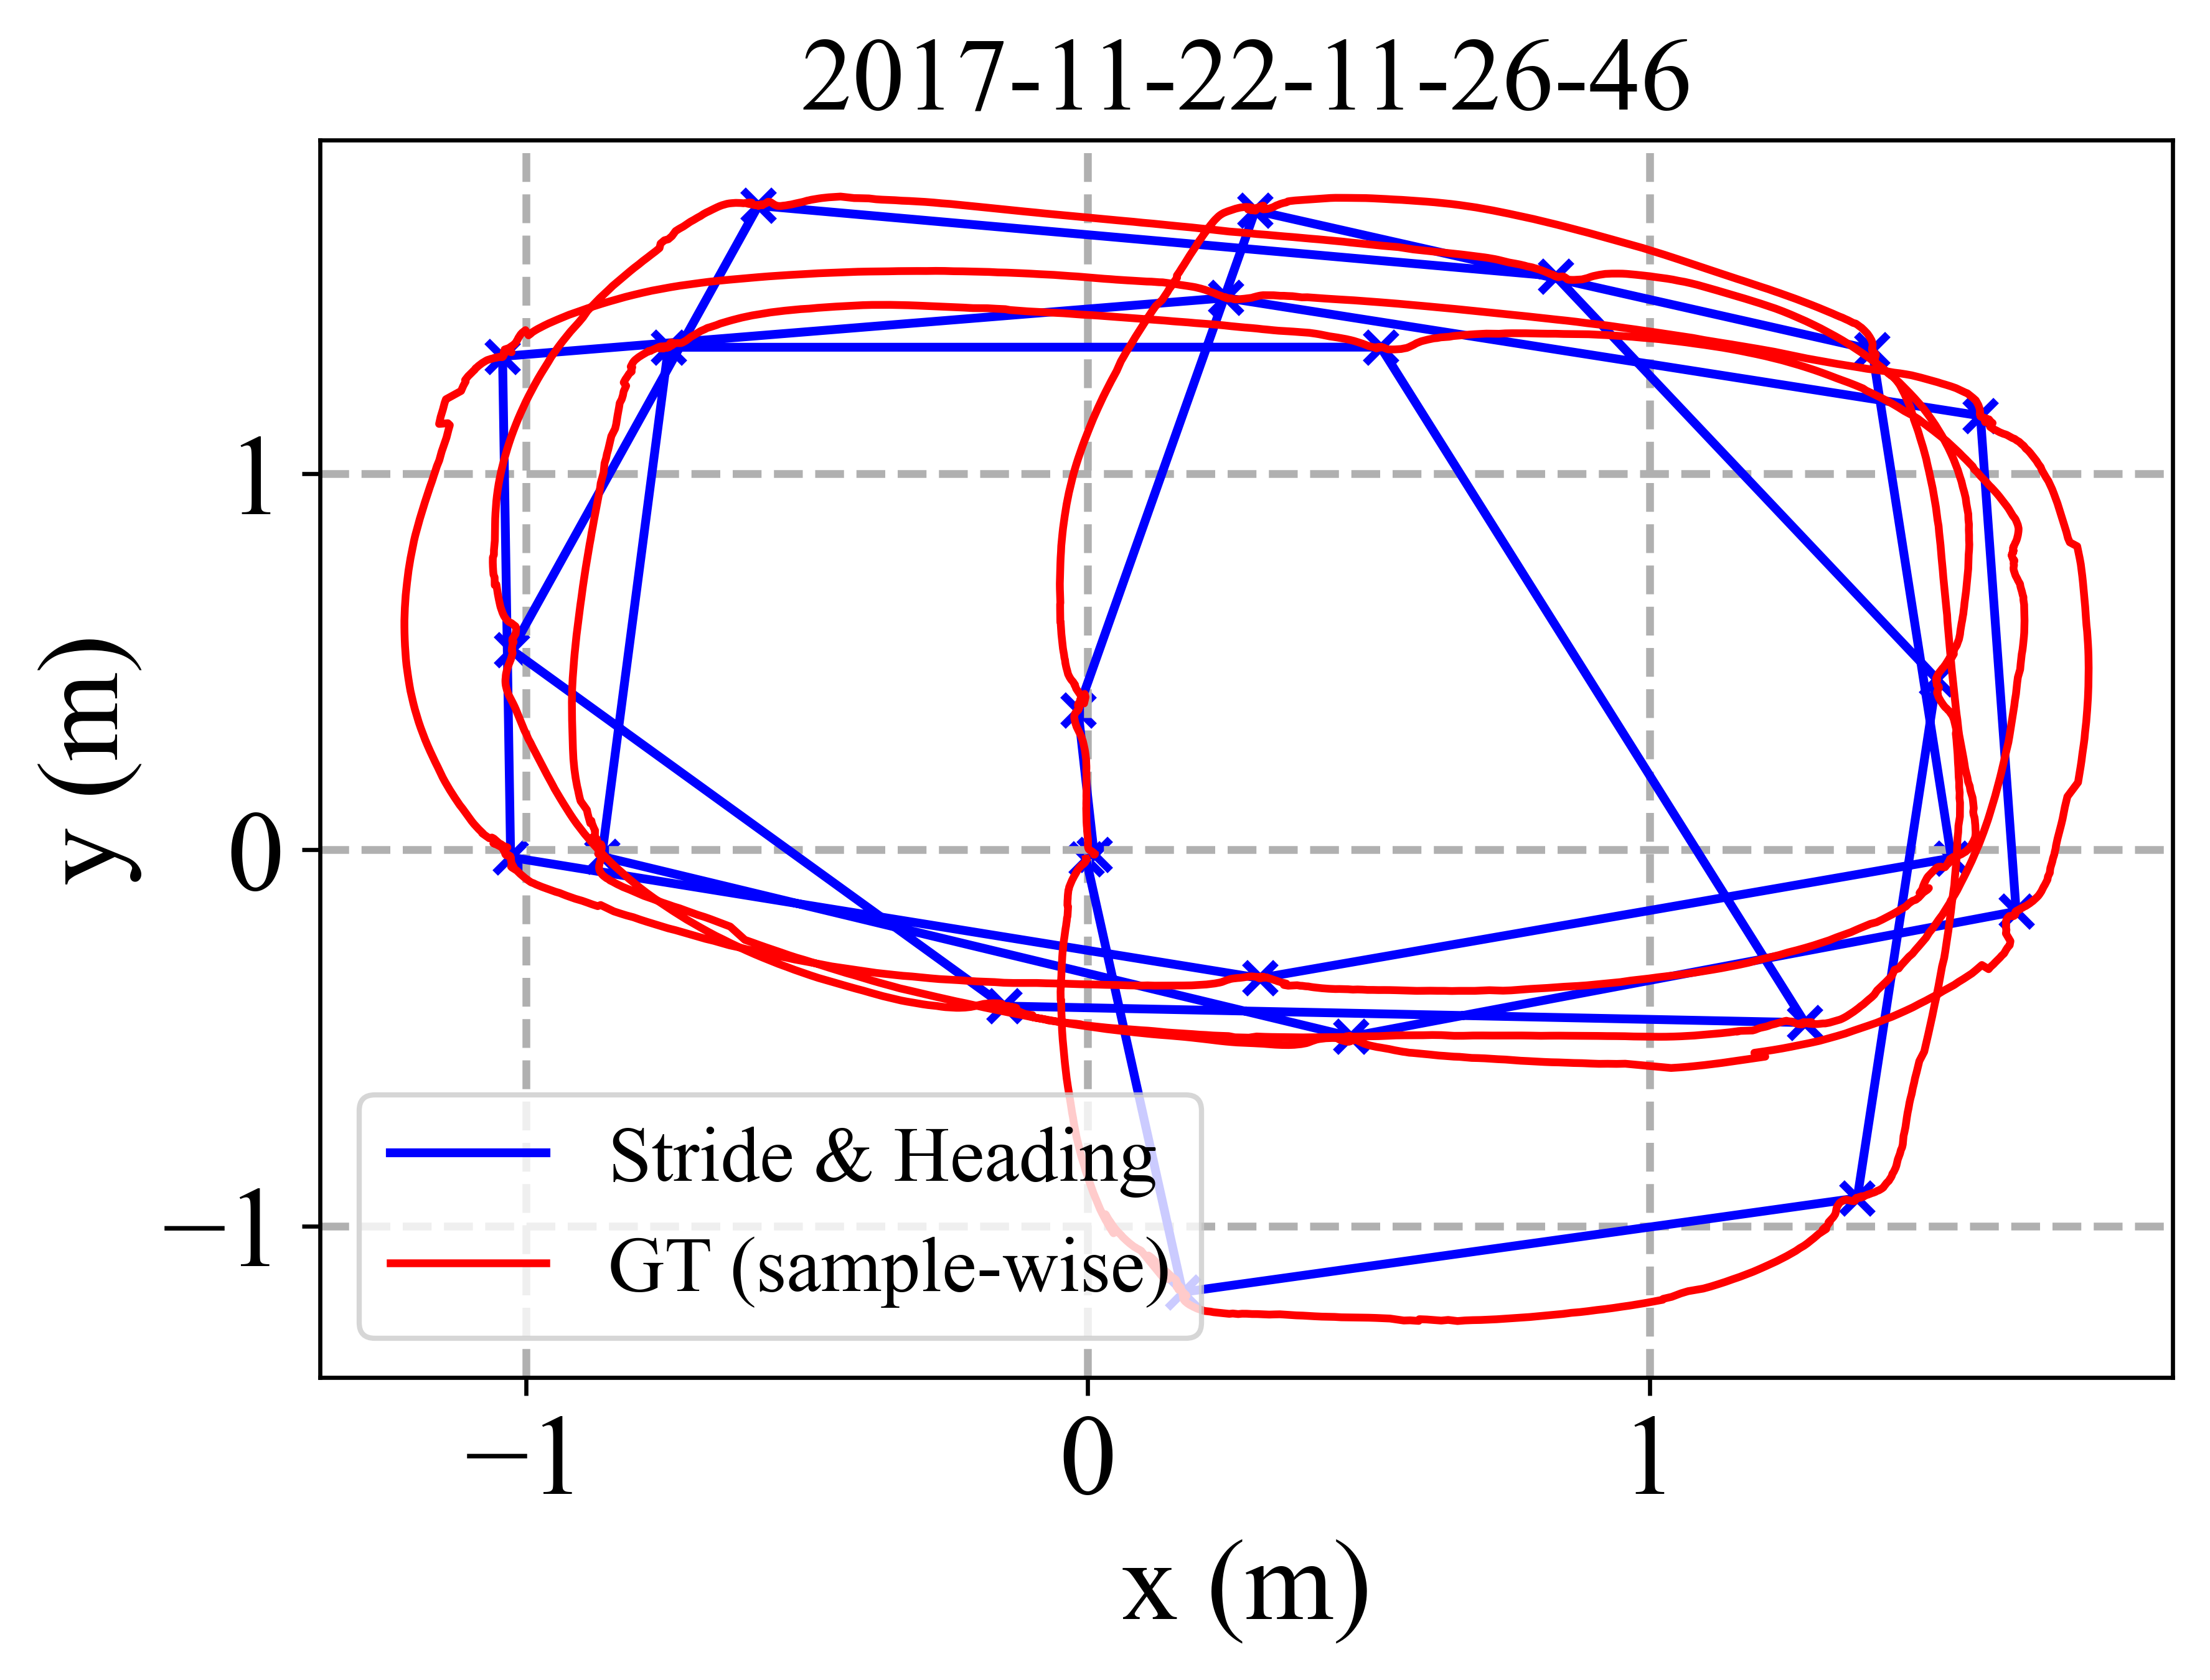 2017-11-22-11-26-46
y (m)
1
0
−1
Stride & Heading
GT (sample-wise)
−1 0 1
x (m)